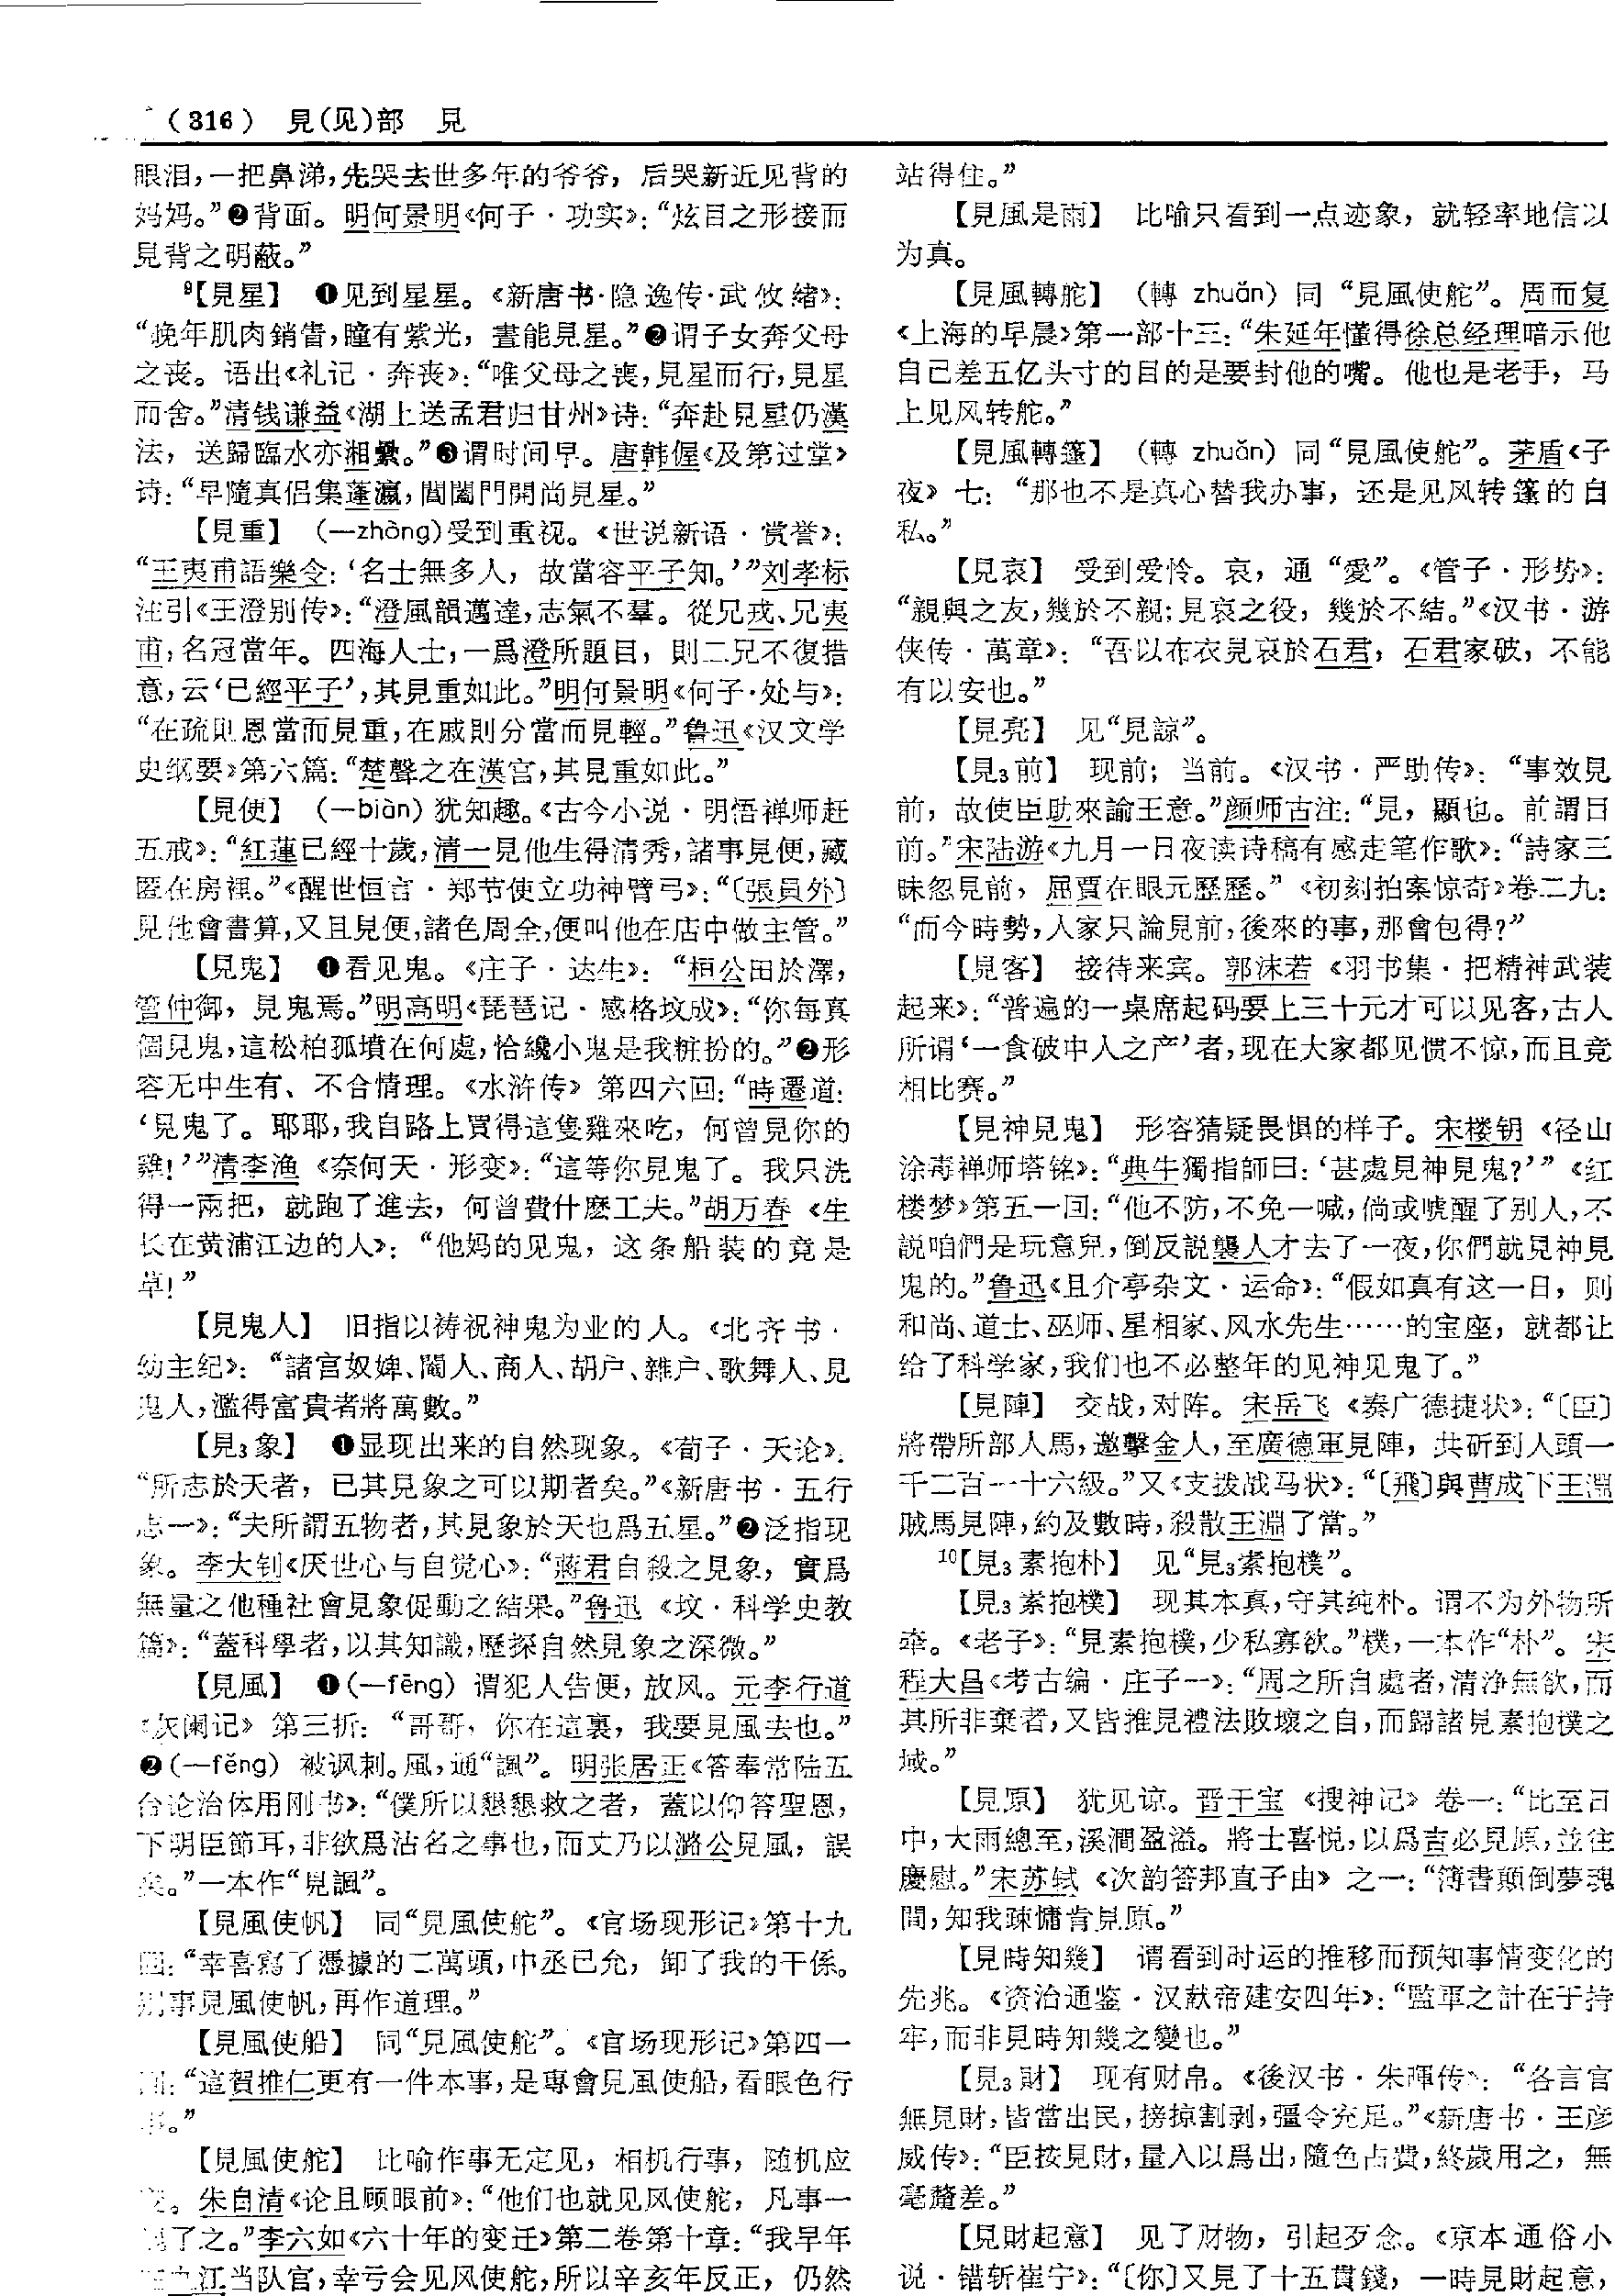 (316) 見(见)部 見
眼泪,一把鼻涕,先哭去世多年的爷爷,后哭新近见背的
妈妈。”❷背面。明何景明《何子·功实》:“炫目之形接而
見背之明蔽。”
⁹【見星】 ❶见到星星。《新唐书·隐逸传·武攸绪》:
“晚年肌肉銷眚,瞳有紫光,晝能見星。”❷谓子女奔父母
之丧。语出《礼记·奔丧》:“唯父母之喪,見星而行,見星
而舍。”清钱谦益《湖上送孟君归甘州》诗:“奔赴見星仍漢
法,送歸臨水亦湘纍。”❸谓时间早。唐韩偓《及第过堂》
诗:“早隨真侣集蓬瀛,閶闔門開尚見星。”
【見重】 (—zhòng)受到重视。《世说新语·赏誉》:
“王夷甫語樂令:‘名士無多人,故當容平子知。’”刘孝标
注引《王澄别传》:“澄風韻邁達,志氣不羣。從兄戎、兄夷
甫,名冠當年。四海人士,一爲澄所題目,則二兄不復措
意,云‘已經平子’,其見重如此。”明何景明《何子·处与》:
“在疏則恩當而見重,在戚則分當而見輕。”鲁迅《汉文学
史纲要》第六篇:“楚聲之在漢宫,其見重如此。”
【見便】 (—biàn)犹知趣。《古今小说·明悟禅师赶
五戒》:“紅蓮已經十歲,清一見他生得清秀,諸事見便,藏
匿在房裡。”《醒世恒言·郑节使立功神臂弓》:“〔張員外〕
見他會書算,又且見便,諸色周全,便叫他在店中做主管。”
【見鬼】 ❶看见鬼。《庄子·达生》:“桓公田於澤,
管仲御,見鬼焉。”明高明《琵琶记·感格坟成》:“你每真
個見鬼,這松柏孤墳在何處,恰纔小鬼是我粧扮的。”❷形
容无中生有、不合情理。《水浒传》第四六回:“時遷道:
‘見鬼了。耶耶,我自路上買得這隻雞來吃,何曾見你的
雞!’”清李渔《奈何天·形变》:“這等你見鬼了。我只洗
得一兩把,就跑了進去,何曾費什麽工夫。”胡万春《生
长在黄浦江边的人》:“他妈的见鬼,这条船装的竟是
草!”
【見鬼人】 旧指以祷祝神鬼为业的人。《北齐书·
幼主纪》:“諸宫奴婢、閹人、商人、胡户、雜户、歌舞人、見
鬼人,濫得富貴者將萬數。”
【見₃象】 ❶显现出来的自然现象。《荀子·天论》:
“所志於天者,已其見象之可以期者矣。”《新唐书·五行
志一》:“夫所謂五物者,其見象於天也爲五星。”❷泛指现
象。李大钊《厌世心与自觉心》:“蔣君自殺之見象,實爲
無量之他種社會見象促動之結果。”鲁迅《坟·科学史教
篇》:“蓋科學者,以其知識,歷探自然見象之深微。”
【見風】 ❶(—fēng)谓犯人告便,放风。元李行道
《灰阑记》第三折:“哥哥,你在這裏,我要見風去也。”
❷(—fěng)被讽刺。風,通“諷”。明张居正《答奉常陆五
台论治体用刚书》:“僕所以懇懇救之者,蓋以仰答聖恩,
下明臣節耳,非欲爲沽名之事也,而丈乃以潞公見風,誤
矣。”一本作“見諷”。
【見風使帆】 同“見風使舵”。《官场现形记》第十九
回:“幸喜寫了憑據的二萬頭,中丞已允,卸了我的干係。
别事見風使帆,再作道理。”
【見風使船】 同“見風使舵”。《官场现形记》第四一
回:“這賀推仁更有一件本事,是專會見風使船,看眼色行
事。”
【見風使舵】 比喻作事无定见,相机行事,随机应
变。朱自清《论且顾眼前》:“他们也就见风使舵,凡事一
了之。”李六如《六十年的变迁》第二卷第十章:“我早年
江当队官,幸亏会见风使舵,所以辛亥年反正,仍然
站得住。”
【見風是雨】 比喻只看到一点迹象,就轻率地信以
为真。
【見風轉舵】 (轉 zhuǎn)同“見風使舵”。周而复
《上海的早晨》第一部十三:“朱延年懂得徐总经理暗示他
自己差五亿头寸的目的是要封他的嘴。他也是老手,马
上见风转舵。”
【見風轉篷】 (轉 zhuǎn)同“見風使舵”。茅盾《子
夜》七:“那也不是真心替我办事,还是见风转篷的自
私。”
【見哀】 受到爱怜。哀,通“愛”。《管子·形势》:
“親與之友,幾於不親;見哀之役,幾於不結。”《汉书·游
侠传·萬章》:“吾以布衣見哀於石君,石君家破,不能
有以安也。”
【見亮】 见“見諒”。
【見₃前】 现前;当前。《汉书·严助传》:“事效見
前,故使臣助來諭王意。”颜师古注:“見,顯也。前謂目
前。”宋陆游《九月一日夜读诗稿有感走笔作歌》:“詩家三
昧忽見前,屈賈在眼元歷歷。”《初刻拍案惊奇》卷二九:
“而今時勢,人家只論見前,後來的事,那會包得?”
【見客】 接待来宾。郭沫若《羽书集·把精神武装
起来》:“普遍的一桌席起码要上三十元才可以见客,古人
所谓‘一食破中人之产’者,现在大家都见惯不惊,而且竞
相比赛。”
【見神見鬼】 形容猜疑畏惧的样子。宋楼钥《径山
涂毒禅师塔铭》:“典牛獨指師曰:‘甚處見神見鬼?’”《红
楼梦》第五一回:“他不防,不免一喊,倘或唬醒了别人,不
説咱們是玩意兒,倒反説襲人才去了一夜,你們就見神見
鬼的。”鲁迅《且介亭杂文·运命》:“假如真有这一日,则
和尚、道士、巫师、星相家、风水先生……的宝座,就都让
给了科学家,我们也不必整年的见神见鬼了。”
【見陣】 交战,对阵。宋岳飞《奏广德捷状》:“〔臣〕
將帶所部人馬,邀擊金人,至廣德軍見陣,共斫到人頭一
千二百一十六級。”又《支拨战马状》:“〔飛〕與曹成下王淵
賊馬見陣,約及數時,殺散王淵了當。”
¹⁰【見₃素抱朴】 见“見₃素抱樸”。
【見₃素抱樸】 现其本真,守其纯朴。谓不为外物所
牵。《老子》:“見素抱樸,少私寡欲。”樸,一本作“朴”。宋
程大昌《考古编·庄子一》:“周之所自處者,清净無欲,而
其所非棄者,又皆推見禮法敗壞之自,而歸諸見素抱樸之
域。”
【見原】 犹见谅。晋干宝《搜神记》卷一:“比至日
中,大雨總至,溪澗盈溢。將士喜悦,以爲吉必見原,並往
慶慰。”宋苏轼《次韵答邦直子由》之一:“簿書顛倒夢魂
間,知我疎慵肯見原。”
【見時知幾】 谓看到时运的推移而预知事情变化的
先兆。《资治通鉴·汉献帝建安四年》:“監軍之計在于持
牢,而非見時知幾之變也。”
【見₃財】 现有财帛。《後汉书·朱晖传》:“各言官
無見財,皆當出民,搒掠割剥,彊令充足。”《新唐书·王彦
威传》:“臣按見財,量入以爲出,隨色占費,終歲用之,無
毫釐差。”
【見財起意】 见了财物,引起歹念。《京本通俗小
说·错斩崔宁》:“〔你〕又見了十五貫錢,一時見財起意,